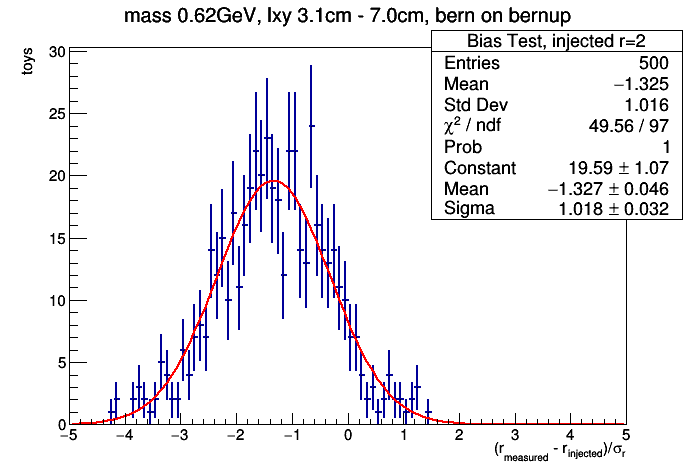 mass 0.62GeV, lxy 3.1cm - 7.0cm, bern on bernup
toys
Bias Test, injected r=2
Entries 500
Mean −1.325
Std Dev 1.016
χ² / ndf 49.56 / 97
Prob 1
Constant 19.59 ± 1.07
Mean −1.327 ± 0.046
Sigma 1.018 ± 0.032
30
25
20
15
10
5
0
−5 −4 −3 −2 −1 0 1 2 3 4 5
(r_measured - r_injected)/σ_r